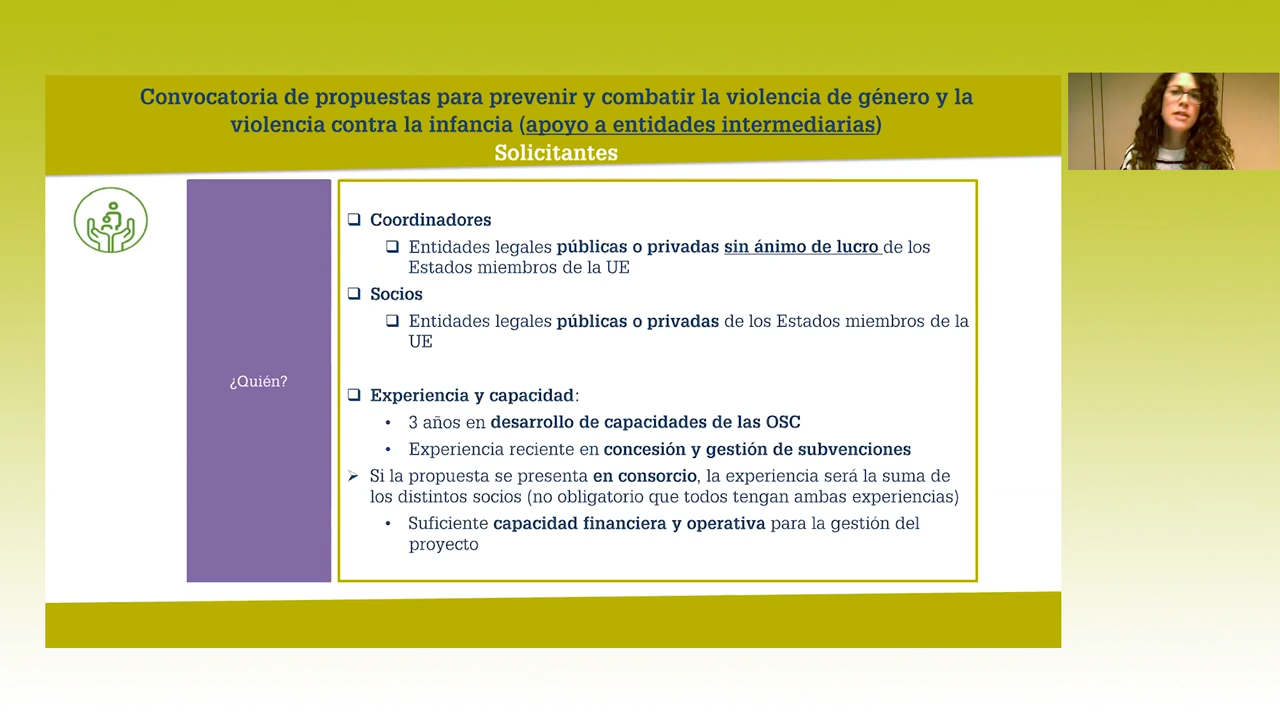 Convocatoria de propuestas para prevenir y combatir la violencia de género y la
violencia contra la infancia (apoyo a entidades intermediarias)
Solicitantes
¿Quién?
❑ Coordinadores
❑ Entidades legales públicas o privadas sin ánimo de lucro de los
Estados miembros de la UE
❑ Socios
❑ Entidades legales públicas o privadas de los Estados miembros de la
UE
❑ Experiencia y capacidad:
• 3 años en desarrollo de capacidades de las OSC
• Experiencia reciente en concesión y gestión de subvenciones
➢ Si la propuesta se presenta en consorcio, la experiencia será la suma de
los distintos socios (no obligatorio que todos tengan ambas experiencias)
• Suficiente capacidad financiera y operativa para la gestión del
proyecto